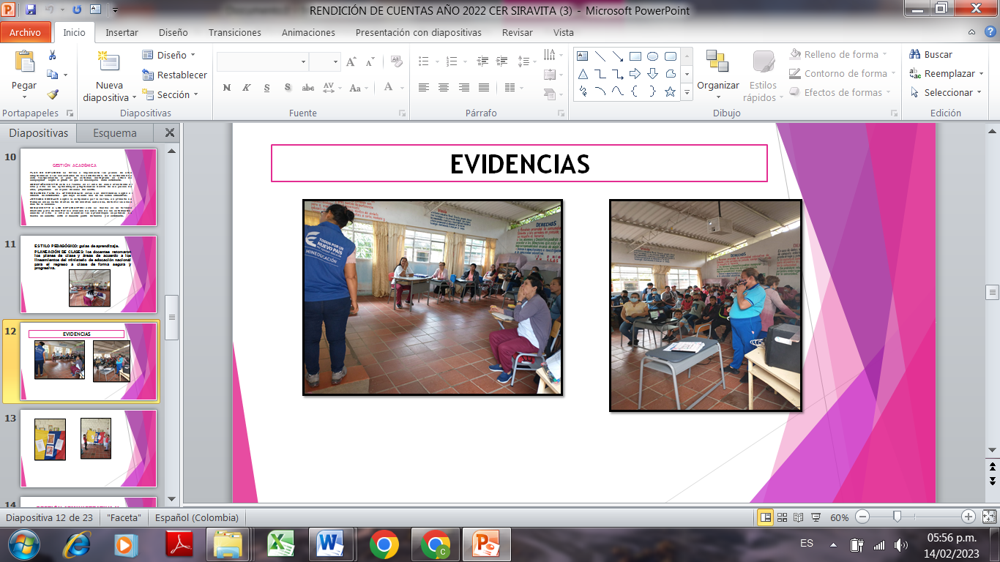 RENDICIÓN DE CUENTAS AÑO 2022 CER SIRAVITA (3) - Microsoft PowerPoint
Archivo
Inicio
Insertar
Diseño
Transiciones
Animaciones
Presentación con diapositivas
Revisar
Vista
Pegar
Nueva diapositiva
Diseño
Restablecer
Sección
N K S S abc AV Aa A
Relleno de forma
Contorno de forma
Efectos de formas
Organizar
Estilos rápidos
Buscar
Reemplazar
Seleccionar
Portapapeles
Diapositivas
Fuente
Párrafo
Dibujo
Edición
Diapositivas
Esquema
10
GESTIÓN ACADÉMICA
11
ESTILO PEDAGÓGICO: guías de aprendizaje.
PLANEACIÓN DE CLASES: los docentes retomaron
los planes de clase y áreas de acuerdo a los
lineamientos del ministerio de educación nacional
para el regreso a clase de forma segura y
progresiva.
12
EVIDENCIAS
13
14
EVIDENCIAS
TODOS POR UN
NUEVO PAÍS
MINEDUCACIÓN
DERECHOS
DERECHOS
Diapositiva 12 de 23
"Faceta"
Español (Colombia)
60%
ES
05:56 p.m.
14/02/2023